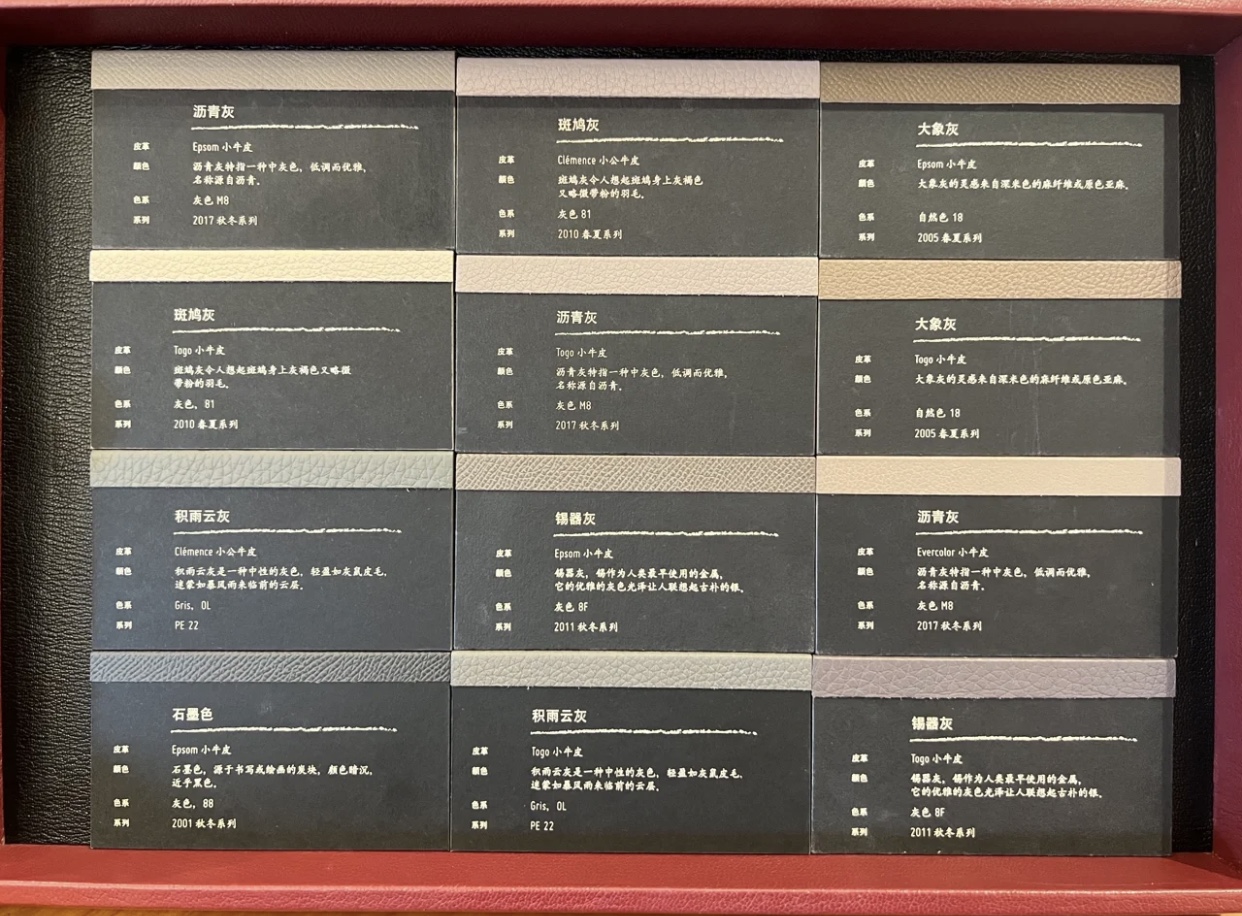 沥青灰
皮革 Epsom 小牛皮
颜色 沥青灰特指一种中灰色，低调而优雅，
名称源自沥青。
色系 灰色 M8
系列 2017 秋冬系列
斑鸠灰
皮革 Clémence 小公牛皮
颜色 斑鸠灰令人想起斑鸠身上灰褐色
又略微带粉的羽毛。
色系 灰色 81
系列 2010 春夏系列
大象灰
皮革 Epsom 小牛皮
颜色 大象灰的灵感来自深米色的麻纤维或原色亚麻。
色系 自然色 18
系列 2005 春夏系列
斑鸠灰
皮革 Togo 小牛皮
颜色 斑鸠灰令人想起斑鸠身上灰褐色又略微
带粉的羽毛。
色系 灰色，81
系列 2010 春夏系列
沥青灰
皮革 Togo 小牛皮
颜色 沥青灰特指一种中灰色，低调而优雅，
名称源自沥青。
色系 灰色 M8
系列 2017 秋冬系列
大象灰
皮革 Togo 小牛皮
颜色 大象灰的灵感来自深米色的麻纤维或原色亚麻。
色系 自然色 18
系列 2005 春夏系列
积雨云灰
皮革 Clémence 小公牛皮
颜色 积雨云灰是一种中性的灰色，轻盈如灰鼠皮毛，
迷蒙如暴风雨来临前的云层。
色系 Gris，0L
系列 PE 22
锡器灰
皮革 Epsom 小牛皮
颜色 锡器灰，锡作为人类最早使用的金属，
它的优雅的灰色光泽让人联想起古朴的银。
色系 灰色 8F
系列 2011 秋冬系列
沥青灰
皮革 Evercolor 小牛皮
颜色 沥青灰特指一种中灰色，低调而优雅，
名称源自沥青。
色系 灰色 M8
系列 2017 秋冬系列
石墨色
皮革 Epsom 小牛皮
颜色 石墨色，源于书写或绘画的炭块，颜色暗沉，
近乎黑色。
色系 灰色，88
系列 2001 秋冬系列
积雨云灰
皮革 Togo 小牛皮
颜色 积雨云灰是一种中性的灰色，轻盈如灰鼠皮毛，
迷蒙如暴风雨来临前的云层。
色系 Gris，0L
系列 PE 22
锡器灰
皮革 Togo 小牛皮
颜色 锡器灰，锡作为人类最早使用的金属，
它的优雅的灰色光泽让人联想起古朴的银。
色系 灰色 8F
系列 2011 秋冬系列